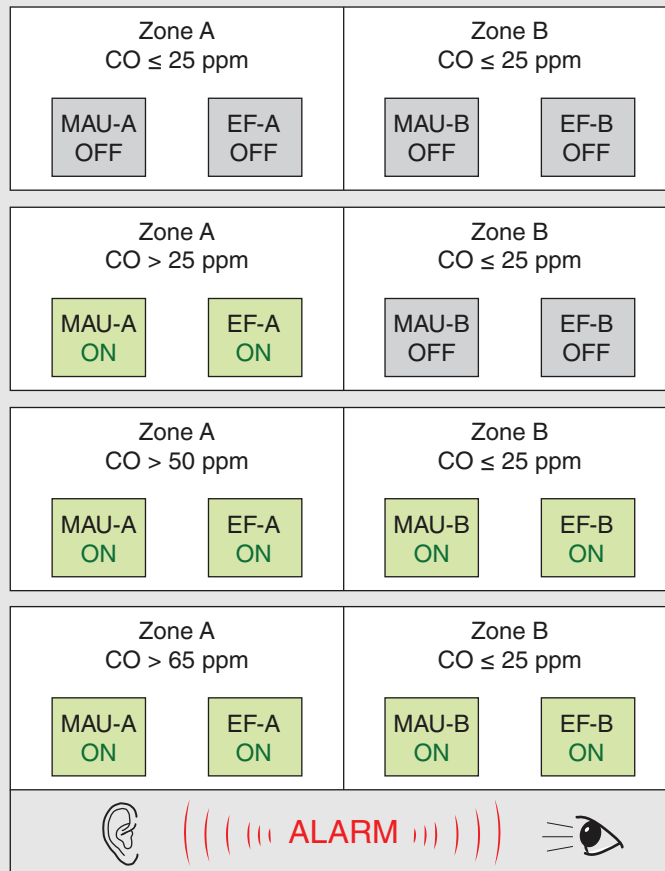 Zone A
CO ≤ 25 ppm
MAU-A
OFF
EF-A
OFF
Zone B
CO ≤ 25 ppm
MAU-B
OFF
EF-B
OFF
Zone A
CO > 25 ppm
MAU-A
ON
EF-A
ON
Zone B
CO ≤ 25 ppm
MAU-B
OFF
EF-B
OFF
Zone A
CO > 50 ppm
MAU-A
ON
EF-A
ON
Zone B
CO ≤ 25 ppm
MAU-B
ON
EF-B
ON
Zone A
CO > 65 ppm
MAU-A
ON
EF-A
ON
Zone B
CO ≤ 25 ppm
MAU-B
ON
EF-B
ON
ALARM